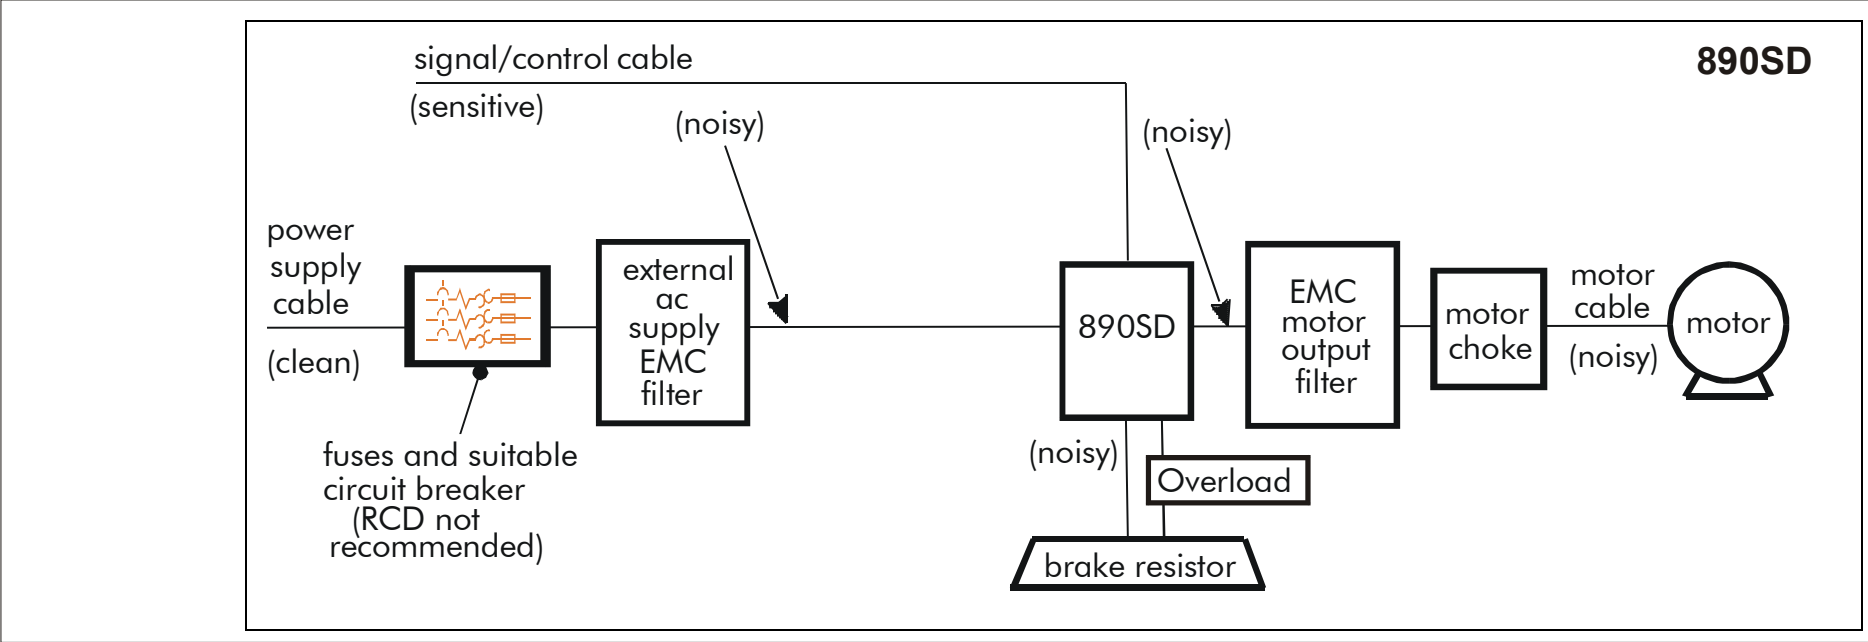 890SD
signal/control cable
(sensitive)
(noisy)
(noisy)
power
supply
cable
(clean)
fuses and suitable
circuit breaker
(RCD not
recommended)
external
ac
supply
EMC
filter
890SD
(noisy)
Overload
brake resistor
EMC
motor
output
filter
motor
choke
motor
cable
(noisy)
motor